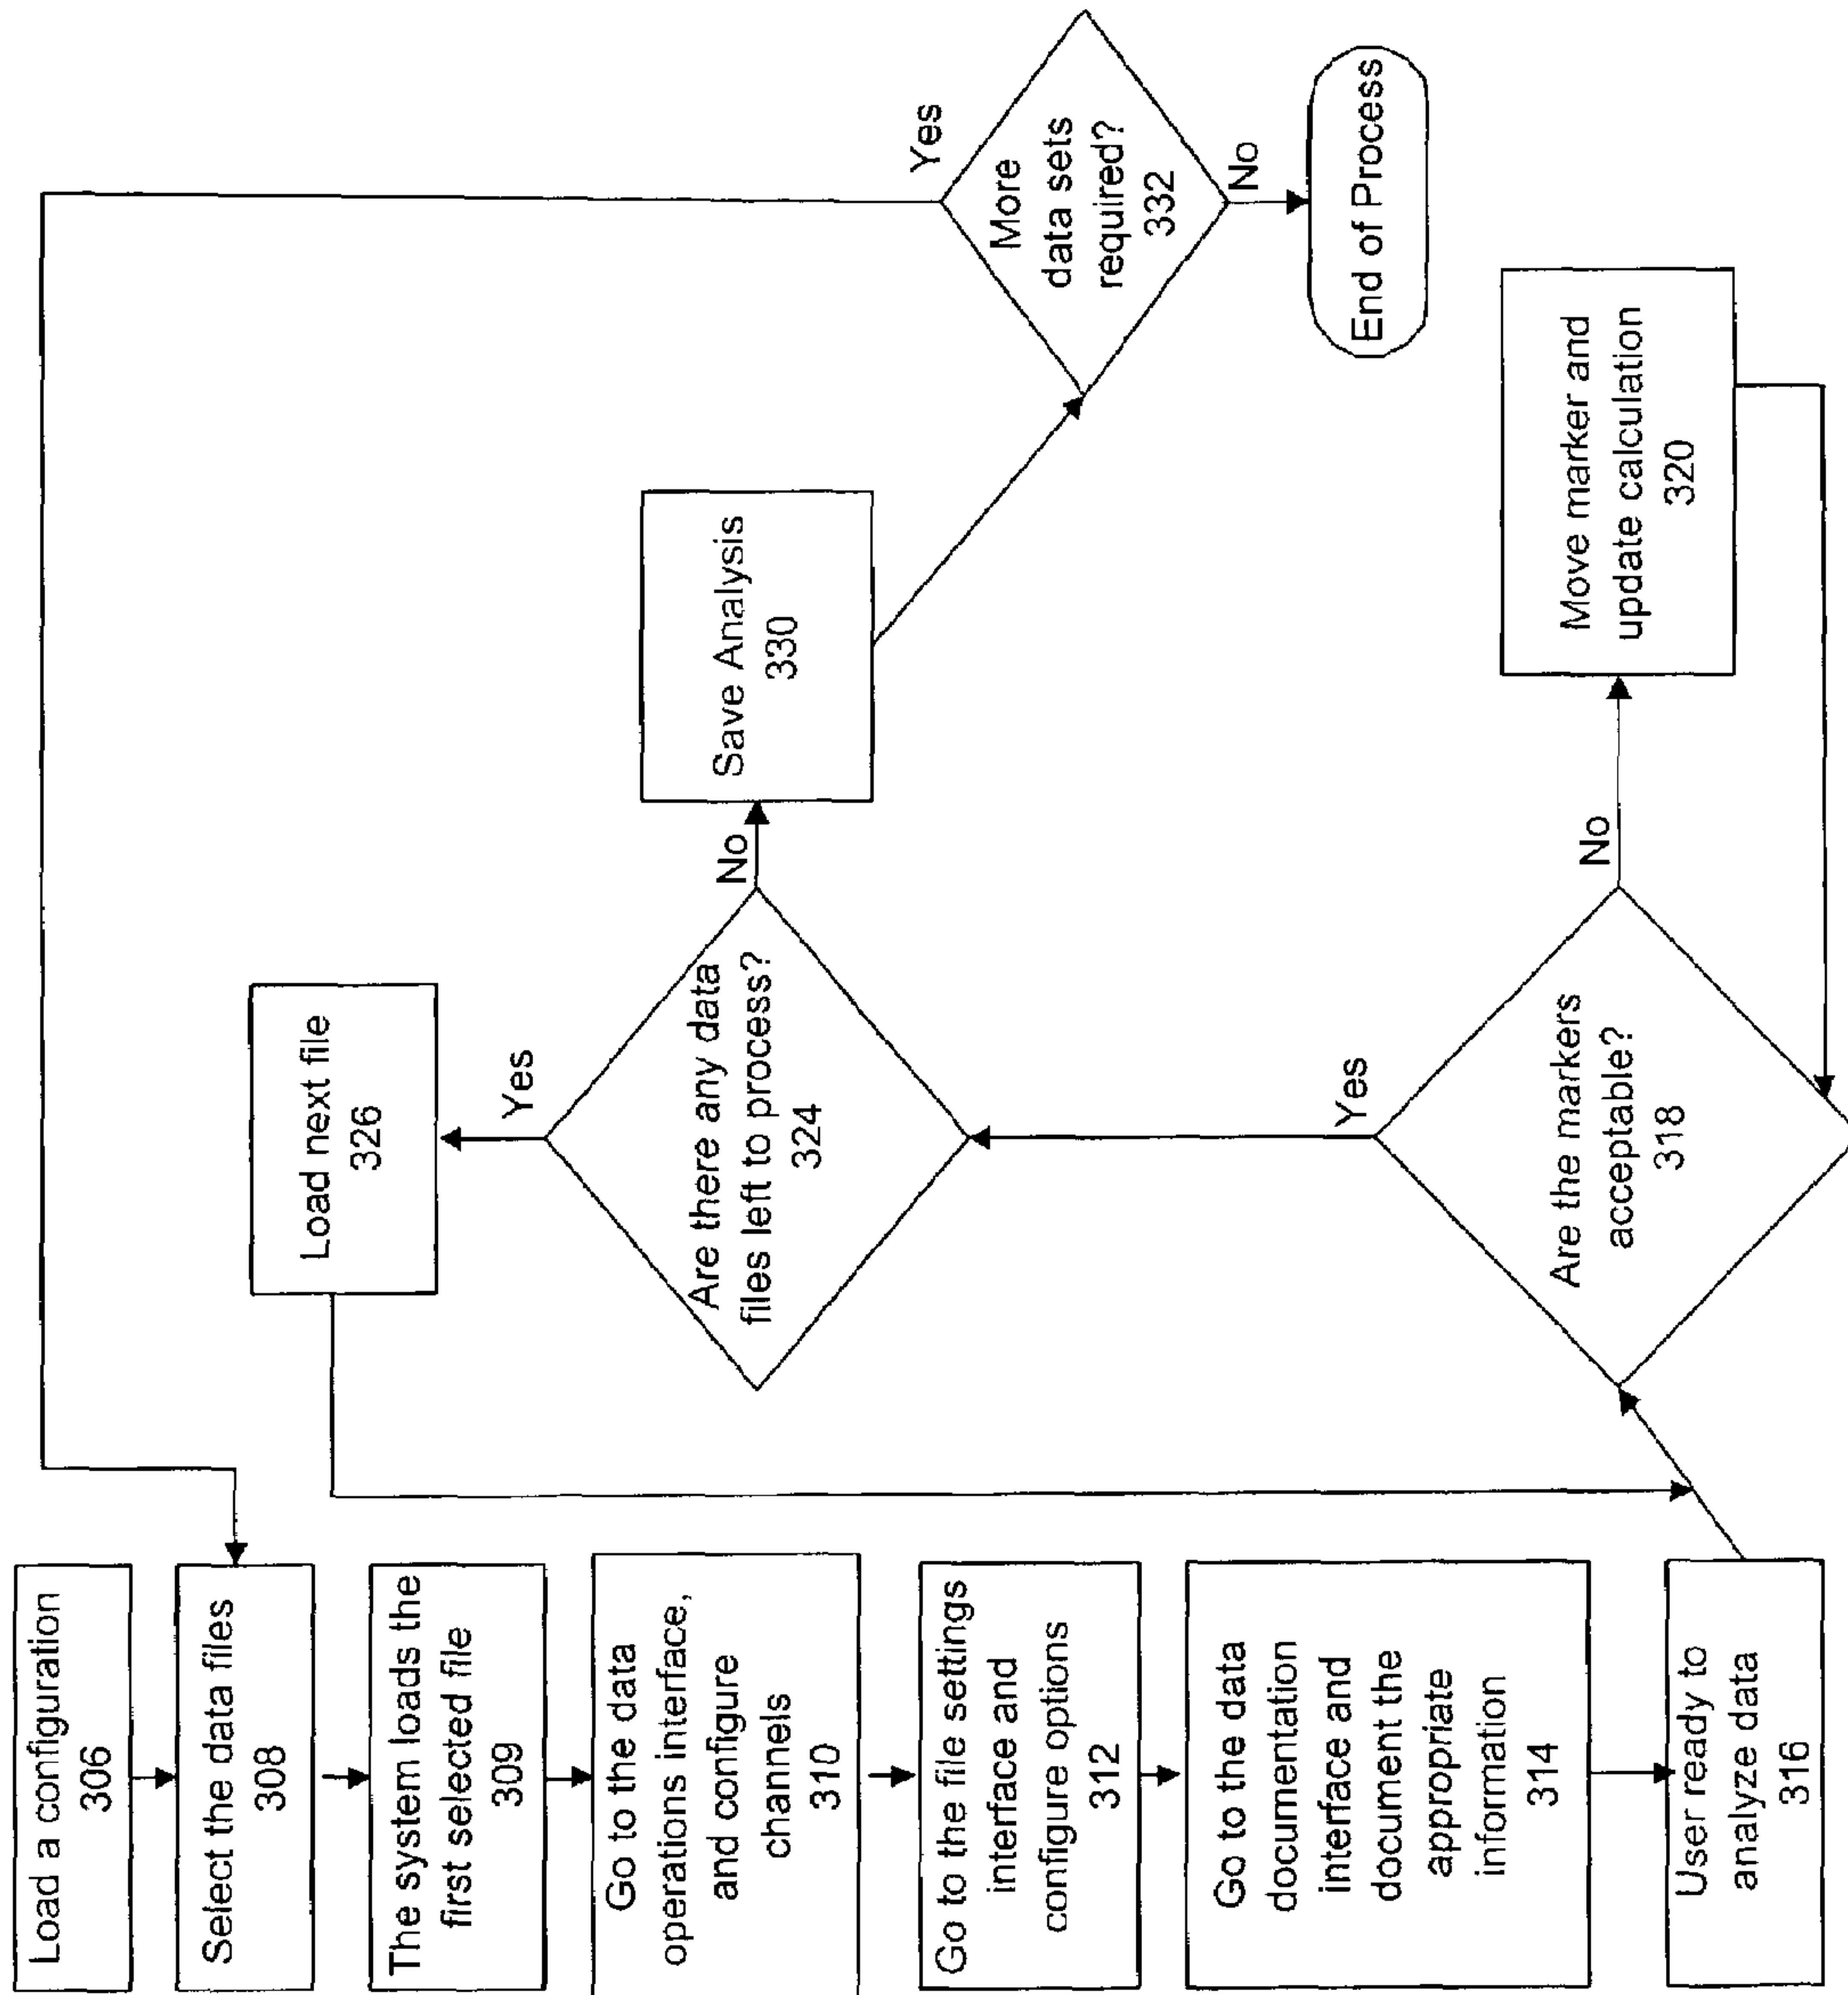 Load a configuration
306
Select the data files
308
The system loads the
first selected file
309
Go to the data
operations interface,
and configure
channels
310
Go to the file settings
interface and
configure options
312
Go to the data
documentation
interface and
document the
appropriate
information
314
User ready to
analyze data
316
Are the markers
acceptable?
318
No
Yes
Move marker and
update calculation
320
Are there any data
files left to process?
324
Yes
No
Load next file
326
Save Analysis
330
More
data sets
required?
332
Yes
No
End of Process